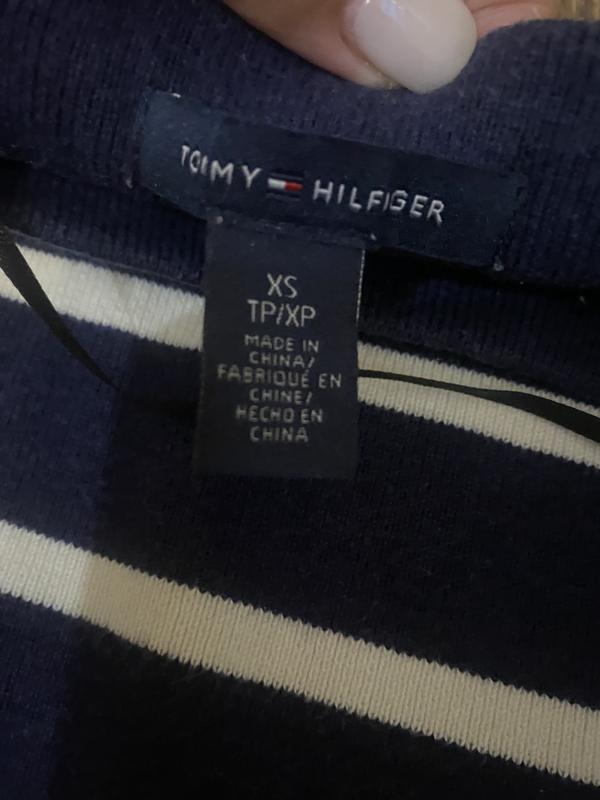 TOMMY HILFIGER
XS
TP/XP
MADE IN
CHINA/
FABRIQUÉ EN
CHINE/
HECHO EN
CHINA